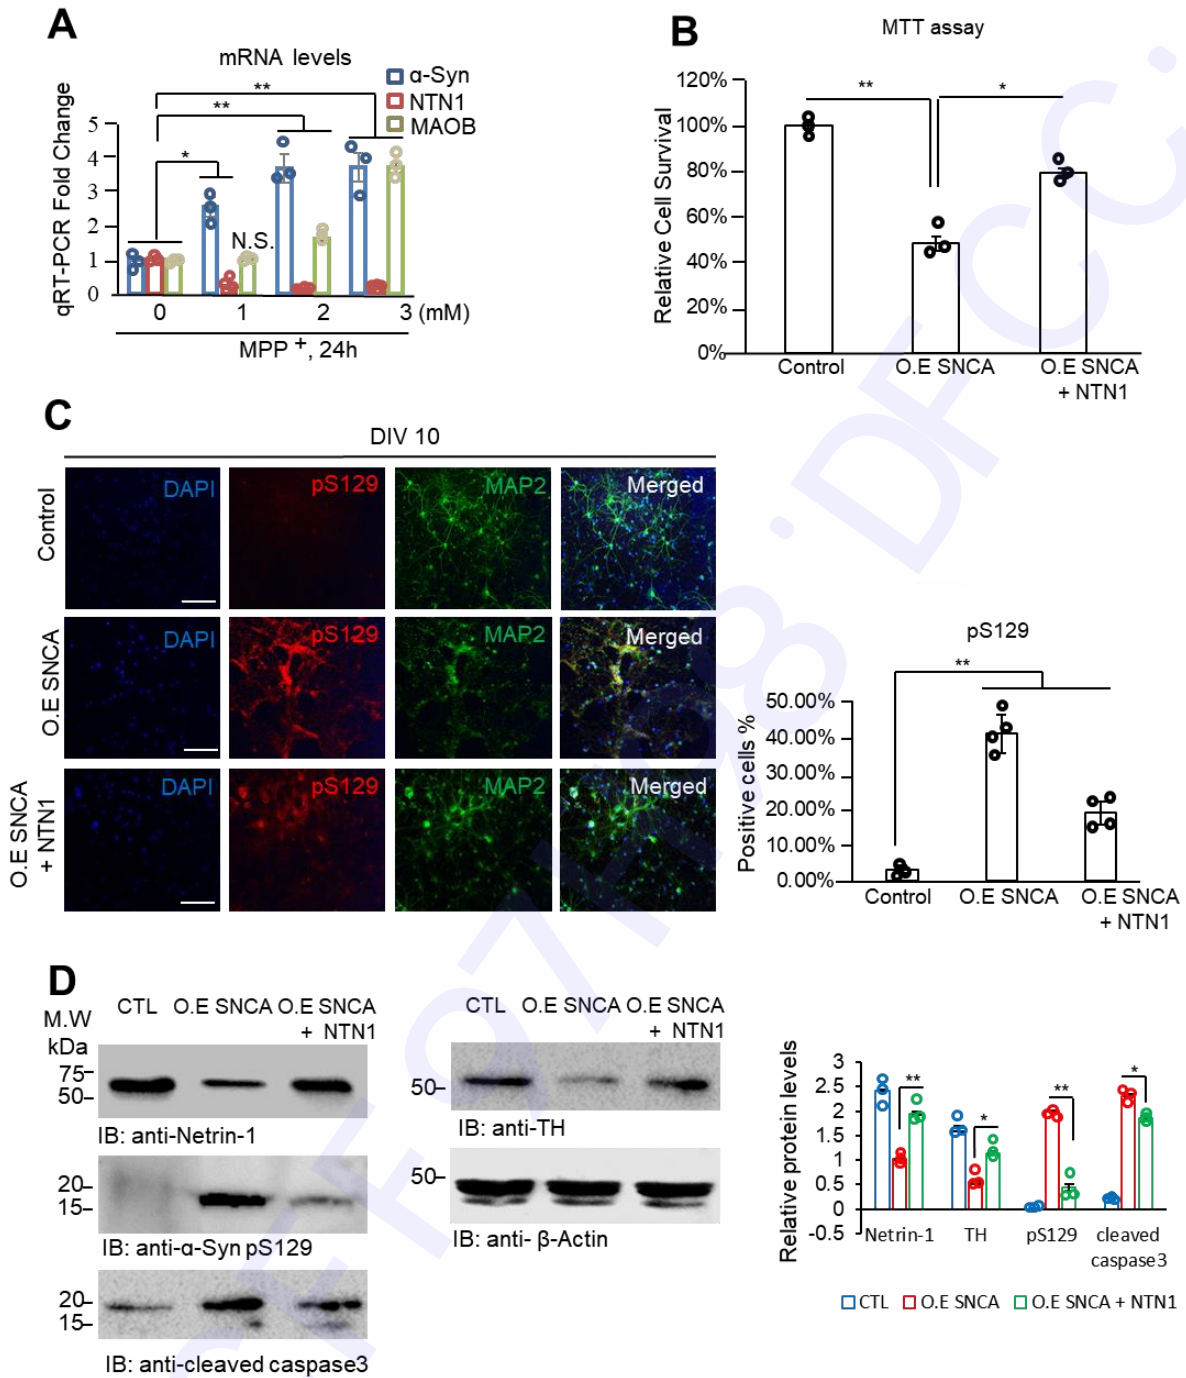 A
mRNA levels
α-Syn
NTN1
MAOB
**
**
*
N.S.
qRT-PCR Fold Change
5
4
3
2
1
0
0 1 2 3 (mM)
MPP +, 24h
B
MTT assay
** *
Relative Cell Survival
120%
100%
80%
60%
40%
20%
0%
Control O.E SNCA O.E SNCA
+ NTN1
C
DIV 10
Control
DAPI pS129 MAP2 Merged
O.E SNCA
DAPI pS129 MAP2 Merged
O.E SNCA
+ NTN1
DAPI pS129 MAP2 Merged
pS129
**
Positive cells %
50.00%
40.00%
30.00%
20.00%
10.00%
0.00%
Control O.E SNCA O.E SNCA
+ NTN1
D
M.W
kDa
CTL O.E SNCA O.E SNCA
+ NTN1
75
50
IB: anti-Netrin-1
20
15
IB: anti-α-Syn pS129
20
15
IB: anti-cleaved caspase3
CTL O.E SNCA O.E SNCA
+ NTN1
50
IB: anti-TH
50
IB: anti- β-Actin
Relative protein levels
3
2.5
2
1.5
1
0.5
0
-0.5
** * ** *
Netrin-1 TH pS129 cleaved
caspase3
CTL O.E SNCA O.E SNCA + NTN1